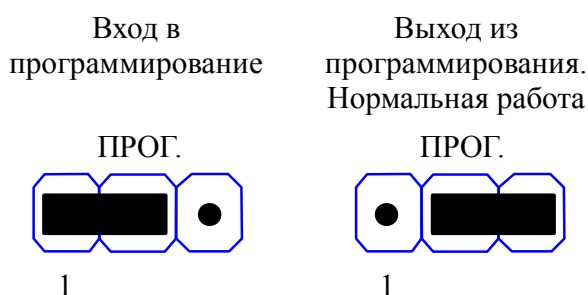 Вход в
программирование
ПРОГ.
1
Выход из
программирования.
Нормальная работа
ПРОГ.
1